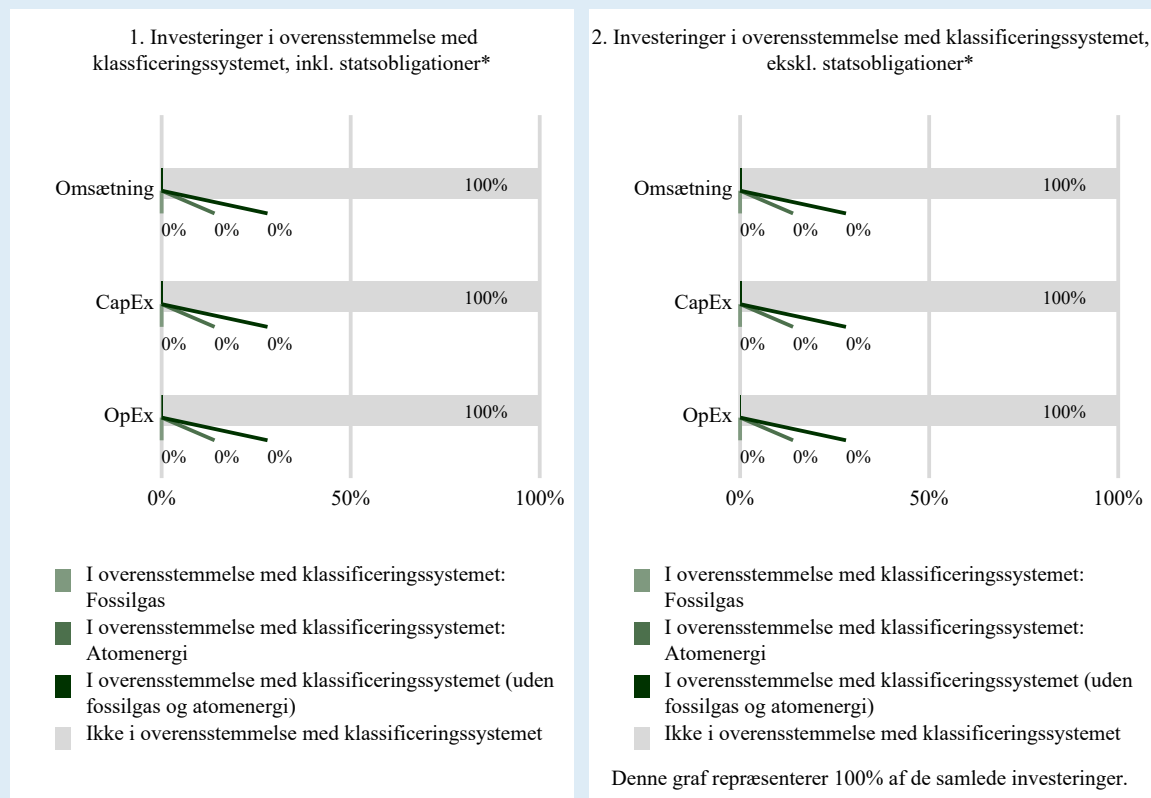 1. Investeringer i overensstemmelse med
klassficeringssystemet, inkl. statsobligationer*
Omsætning
100%
0% 0% 0%
CapEx
100%
0% 0% 0%
OpEx
100%
0% 0% 0%
0% 50% 100%
I overensstemmelse med klassificeringssystemet:
Fossilgas
I overensstemmelse med klassificeringssystemet:
Atomenergi
I overensstemmelse med klassificeringssystemet (uden
fossilgas og atomenergi)
Ikke i overensstemmelse med klassificeringssystemet
2. Investeringer i overensstemmelse med klassificeringssystemet,
ekskl. statsobligationer*
Omsætning
100%
0% 0% 0%
CapEx
100%
0% 0% 0%
OpEx
100%
0% 0% 0%
0% 50% 100%
I overensstemmelse med klassificeringssystemet:
Fossilgas
I overensstemmelse med klassificeringssystemet:
Atomenergi
I overensstemmelse med klassificeringssystemet (uden
fossilgas og atomenergi)
Ikke i overensstemmelse med klassificeringssystemet
Denne graf repræsenterer 100% af de samlede investeringer.